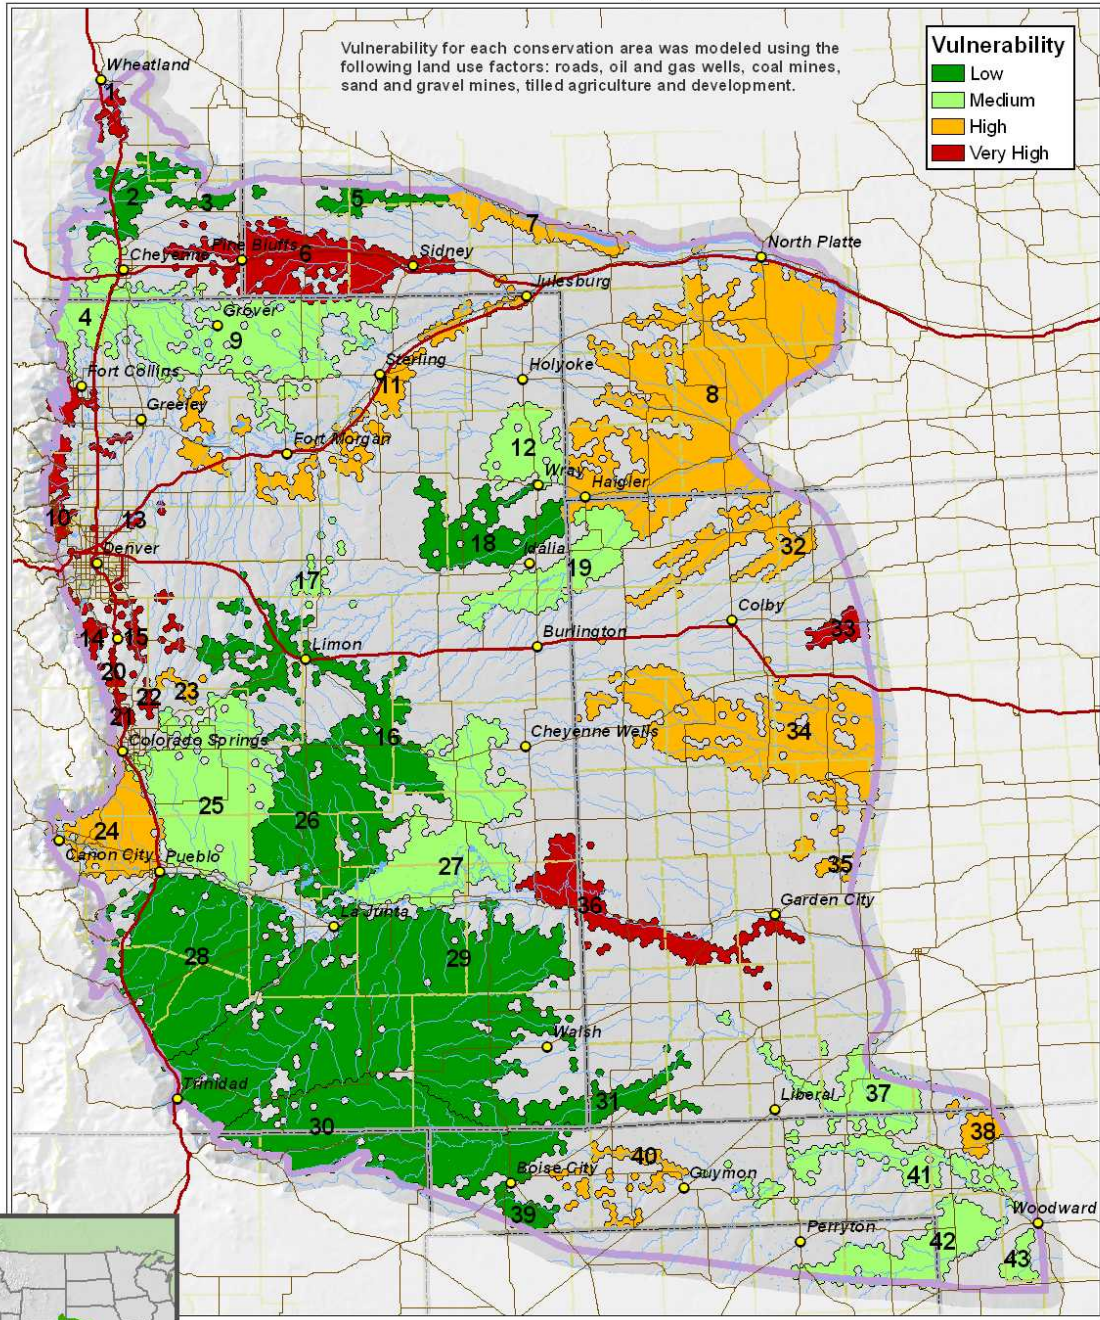 Vulnerability for each conservation area was modeled using the
following land use factors: roads, oil and gas wells, coal mines,
sand and gravel mines, tilled agriculture and development.
Vulnerability
Low
Medium
High
Very High
Wheatland
1
2
3
5
7
North Platte
Cheyenne
Pine Bluffs
6
Sidney
Julesburg
4
Grover
9
Sterling
11
Holyoke
8
Fort Collins
Greeley
Fort Morgan
12
Wray
Haigler
10
13
18
Idalia
19
32
Denver
17
Colby
33
14
15
Burlington
Limon
20
22
23
21
34
16
Cheyenne Wells
Colorado Springs
25
26
24
27
35
Canon City
Pueblo
36
Garden City
La Junta
28
29
Walsh
Trinidad
31
Liberal
37
30
38
40
Boise City
Guymon
41
39
Woodward
Perryton
42
43